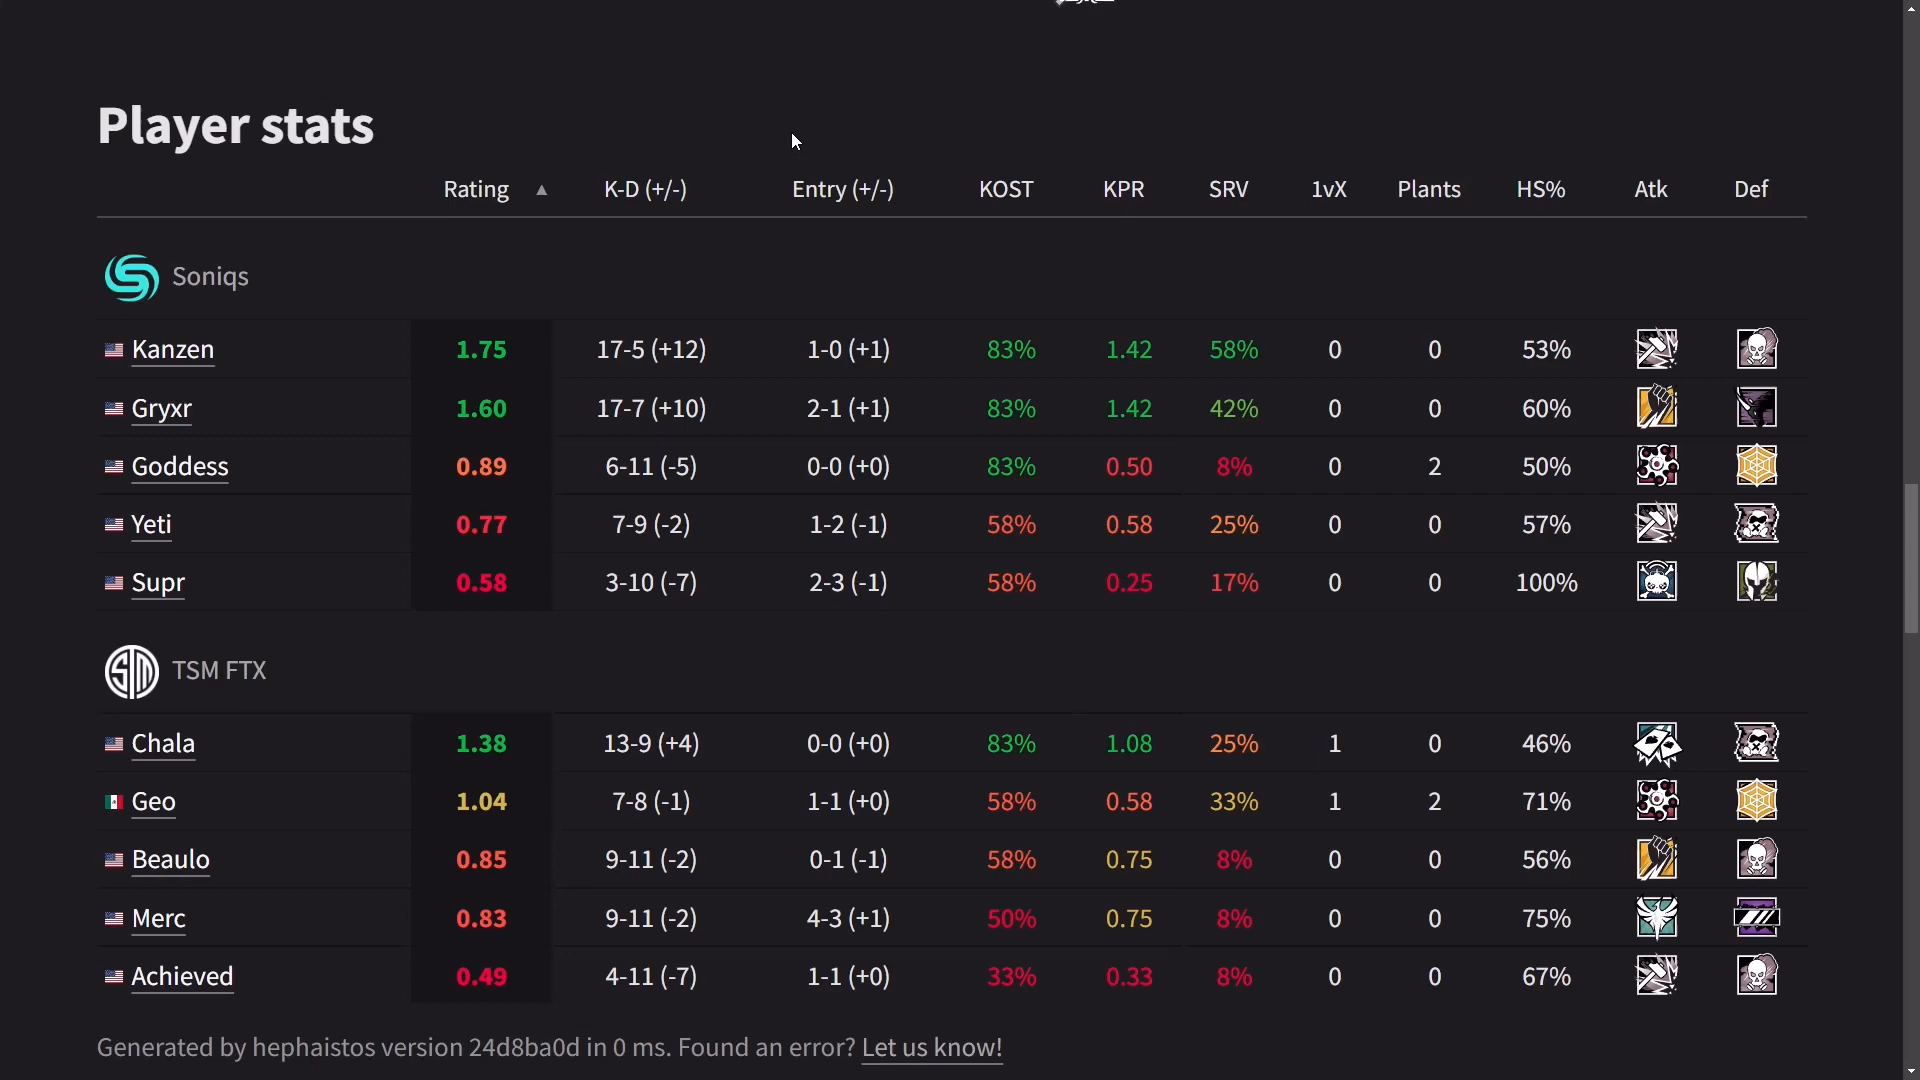 Player stats
Rating ▲ K-D (+/-) Entry (+/-) KOST KPR SRV 1vX Plants HS% Atk Def
Soniqs
Kanzen 1.75 17-5 (+12) 1-0 (+1) 83% 1.42 58% 0 0 53%
Gryxr 1.60 17-7 (+10) 2-1 (+1) 83% 1.42 42% 0 0 60%
Goddess 0.89 6-11 (-5) 0-0 (+0) 83% 0.50 8% 0 2 50%
Yeti 0.77 7-9 (-2) 1-2 (-1) 58% 0.58 25% 0 0 57%
Supr 0.58 3-10 (-7) 2-3 (-1) 58% 0.25 17% 0 0 100%
TSM FTX
Chala 1.38 13-9 (+4) 0-0 (+0) 83% 1.08 25% 1 0 46%
Geo 1.04 7-8 (-1) 1-1 (+0) 58% 0.58 33% 1 2 71%
Beaulo 0.85 9-11 (-2) 0-1 (-1) 58% 0.75 8% 0 0 56%
Merc 0.83 9-11 (-2) 4-3 (+1) 50% 0.75 8% 0 0 75%
Achieved 0.49 4-11 (-7) 1-1 (+0) 33% 0.33 8% 0 0 67%
Generated by hephaistos version 24d8ba0d in 0 ms. Found an error? Let us know!